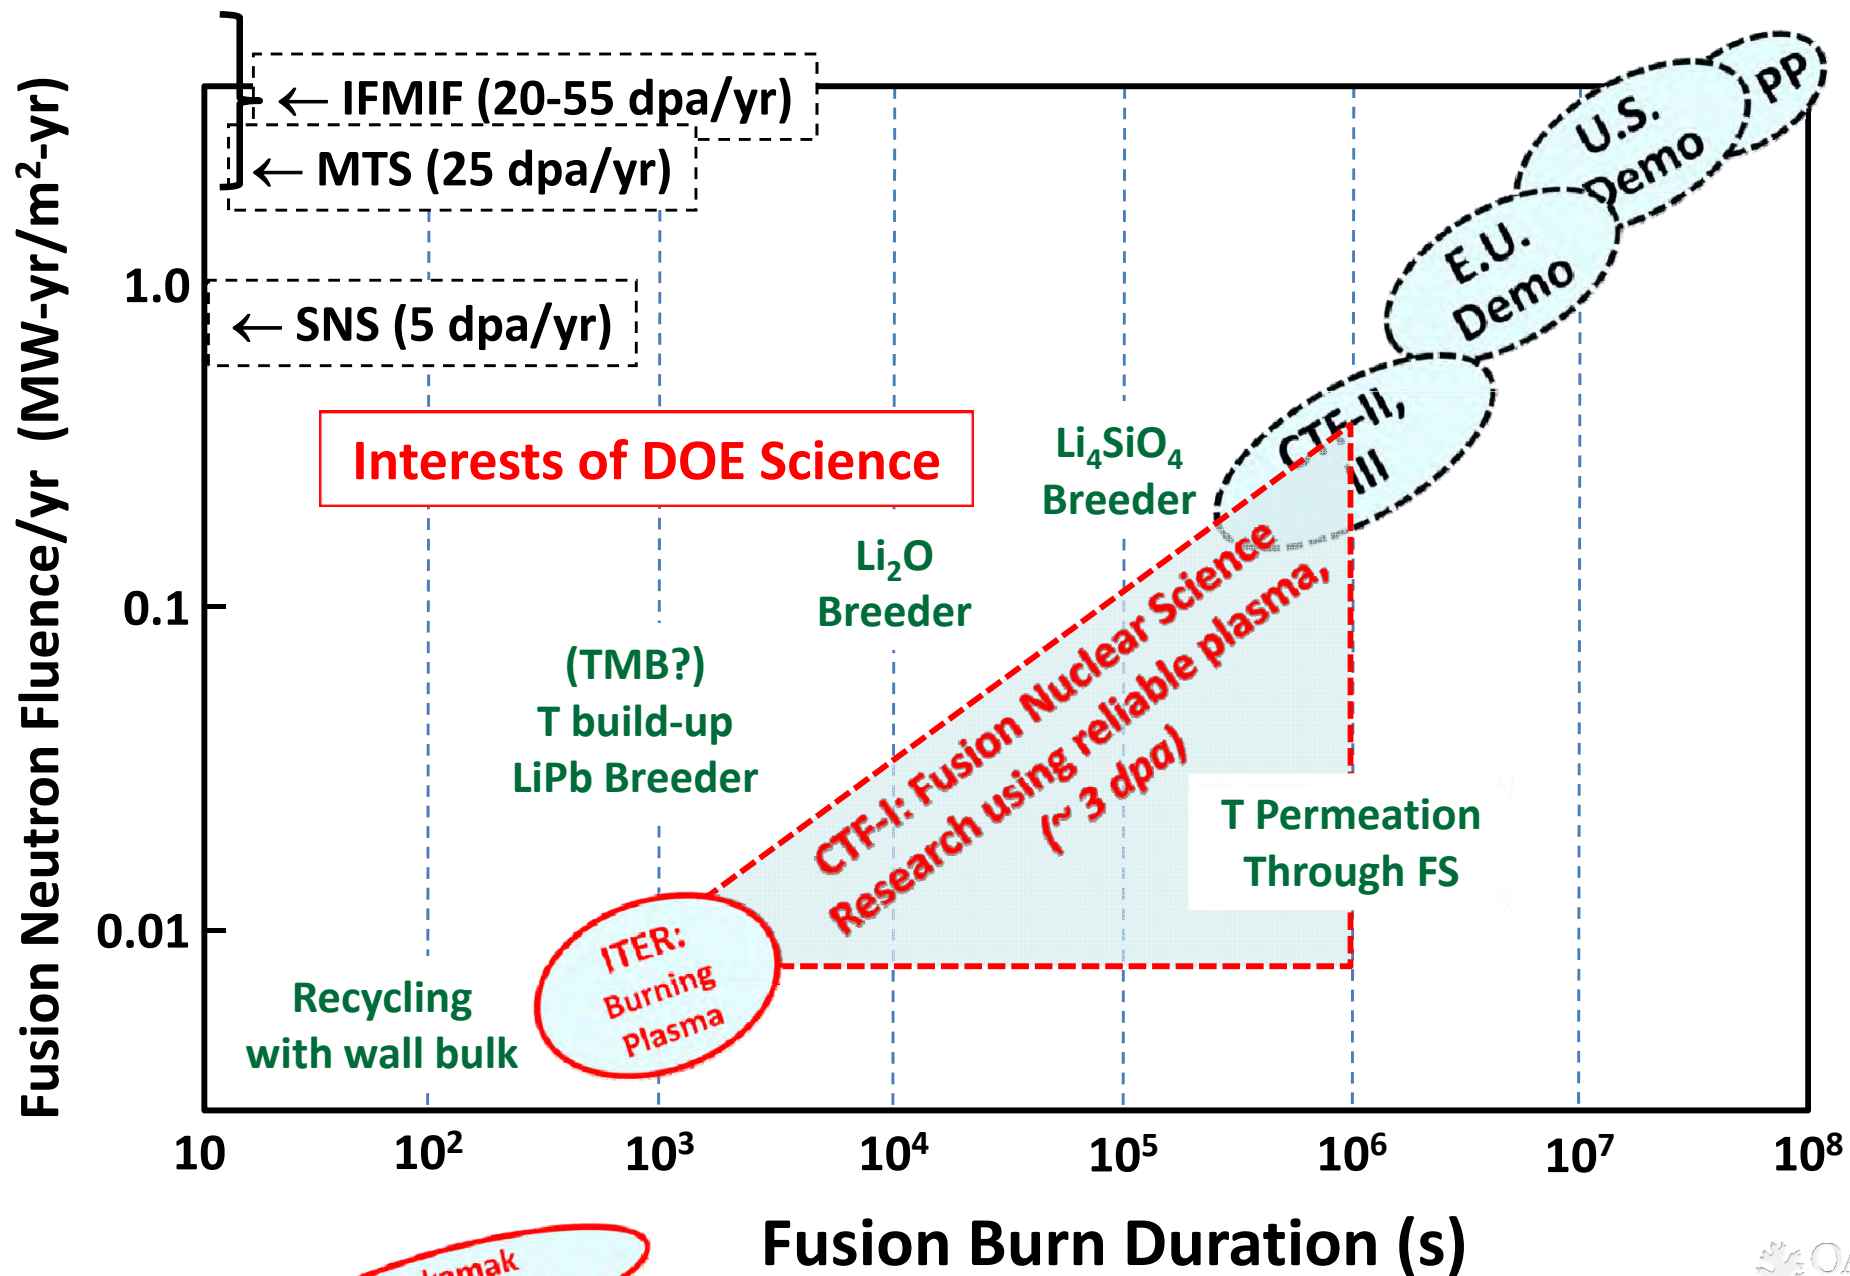 Fusion Neutron Fluence/yr (MW-yr/m²-yr)
← IFMIF (20-55 dpa/yr)
← MTS (25 dpa/yr)
1.0
← SNS (5 dpa/yr)
0.1
0.01
PP
U.S.
Demo
E.U.
Demo
CTF-II,
III
Interests of DOE Science
Li₄SiO₄
Breeder
Li₂O
Breeder
(TMB?)
T build-up
LiPb Breeder
CTF-I: Fusion Nuclear Science
Research using reliable plasma,
(~ 3 dpa)
T Permeation
Through FS
ITER:
Burning
Plasma
Recycling
with wall bulk
10
10²
10³
10⁴
10⁵
10⁶
10⁷
10⁸
Fusion Burn Duration (s)